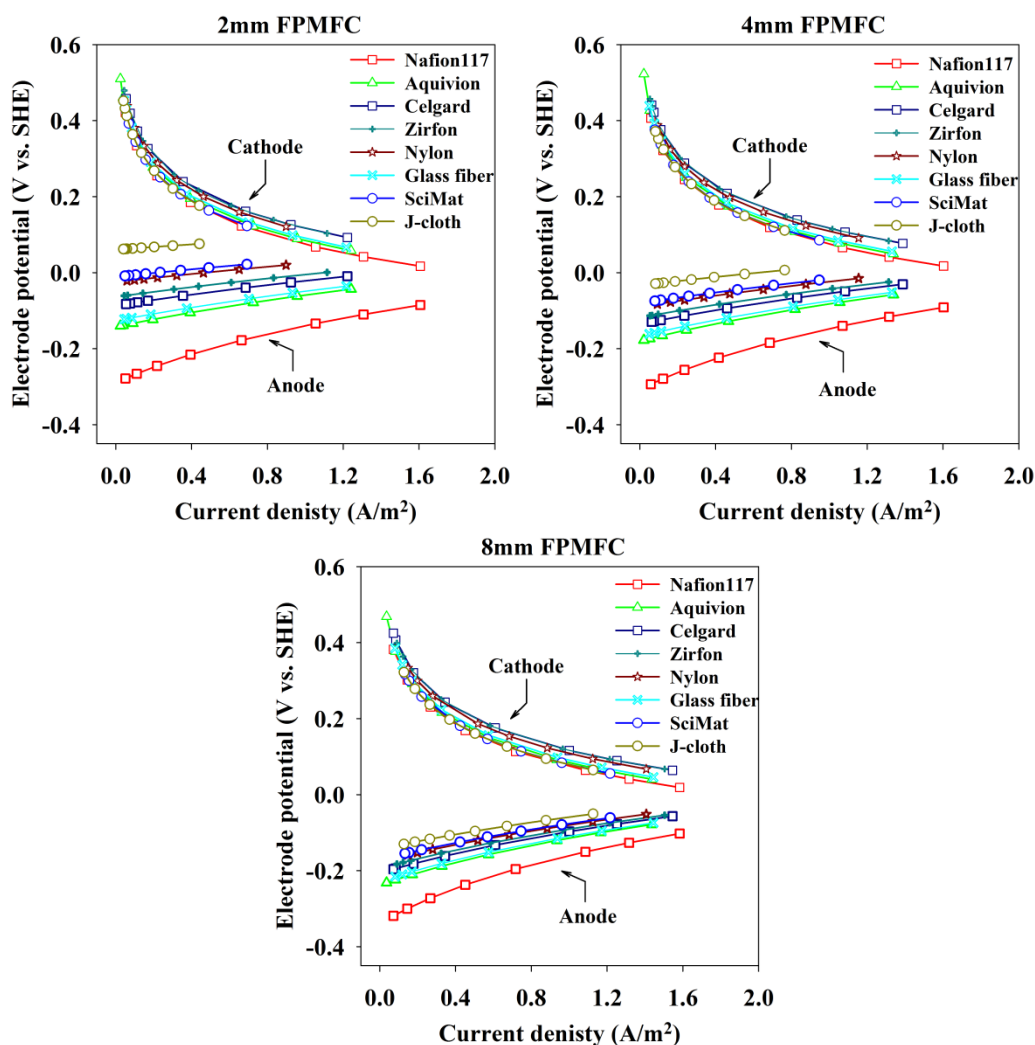 2mm FPMFC
Electrode potential (V vs. SHE)
0.6
0.4
0.2
0.0
-0.2
-0.4
Nafion117
Aquivion
Celgard
Zirfon
Nylon
Glass fiber
SciMat
J-cloth
Cathode
Anode
0.0 0.4 0.8 1.2 1.6 2.0
Current denisty (A/m²)
4mm FPMFC
Electrode potential (V vs. SHE)
0.6
0.4
0.2
0.0
-0.2
-0.4
Nafion117
Aquivion
Celgard
Zirfon
Nylon
Glass fiber
SciMat
J-cloth
Cathode
Anode
0.0 0.4 0.8 1.2 1.6 2.0
Current denisty (A/m²)
8mm FPMFC
Electrode potential (V vs. SHE)
0.6
0.4
0.2
0.0
-0.2
-0.4
Nafion117
Aquivion
Celgard
Zirfon
Nylon
Glass fiber
SciMat
J-cloth
Cathode
Anode
0.0 0.4 0.8 1.2 1.6 2.0
Current denisty (A/m²)